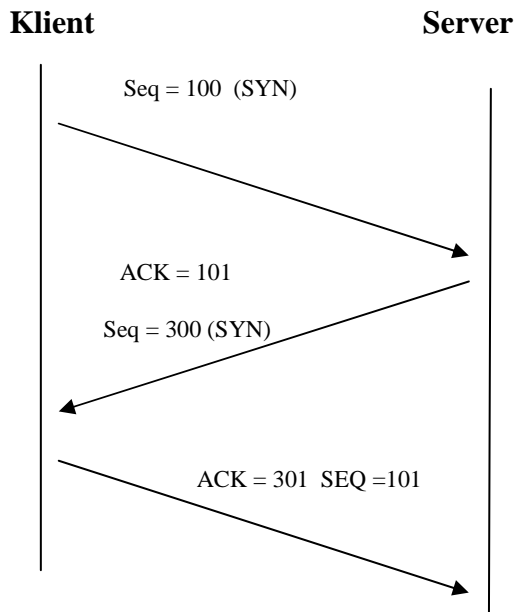 Klient Server
Seq = 100 (SYN)
ACK = 101
Seq = 300 (SYN)
ACK = 301 SEQ =101